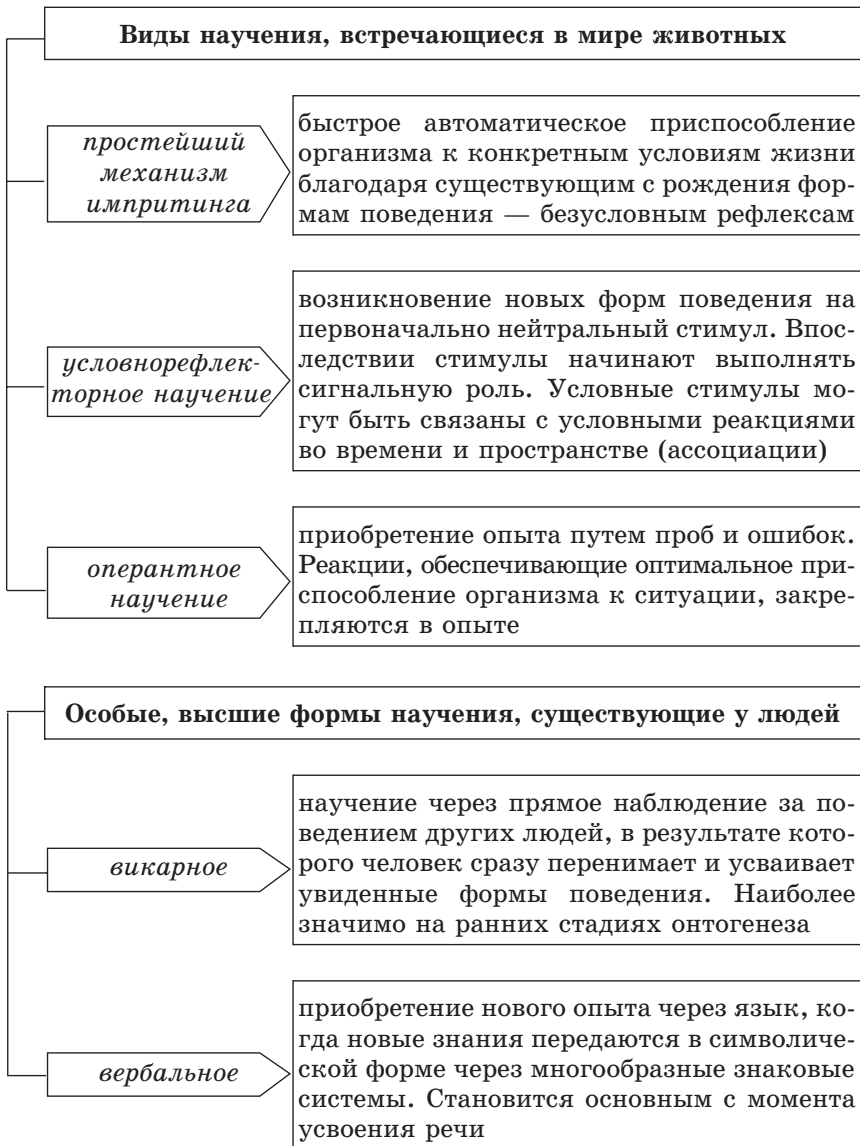 Виды научения, встречающиеся в мире животных
простейший
механизм
импритинга
быстрое автоматическое приспособление
организма к конкретным условиям жизни
благодаря существующим с рождения фор-
мам поведения — безусловным рефлексам
условнорефлек-
торное научение
возникновение новых форм поведения на
первоначально нейтральный стимул. Впос-
ледствии стимулы начинают выполнять
сигнальную роль. Условные стимулы мо-
гут быть связаны с условными реакциями
во времени и пространстве (ассоциации)
оперантное
научение
приобретение опыта путем проб и ошибок.
Реакции, обеспечивающие оптимальное при-
способление организма к ситуации, закре-
пляются в опыте
Особые, высшие формы научения, существующие у людей
викарное
научение через прямое наблюдение за по-
ведением других людей, в результате кото-
рого человек сразу перенимает и усваивает
увиденные формы поведения. Наиболее
значимо на ранних стадиях онтогенеза
вербальное
приобретение нового опыта через язык, ко-
гда новые знания передаются в символиче-
ской форме через многообразные знаковые
системы. Становится основным с момента
усвоения речи